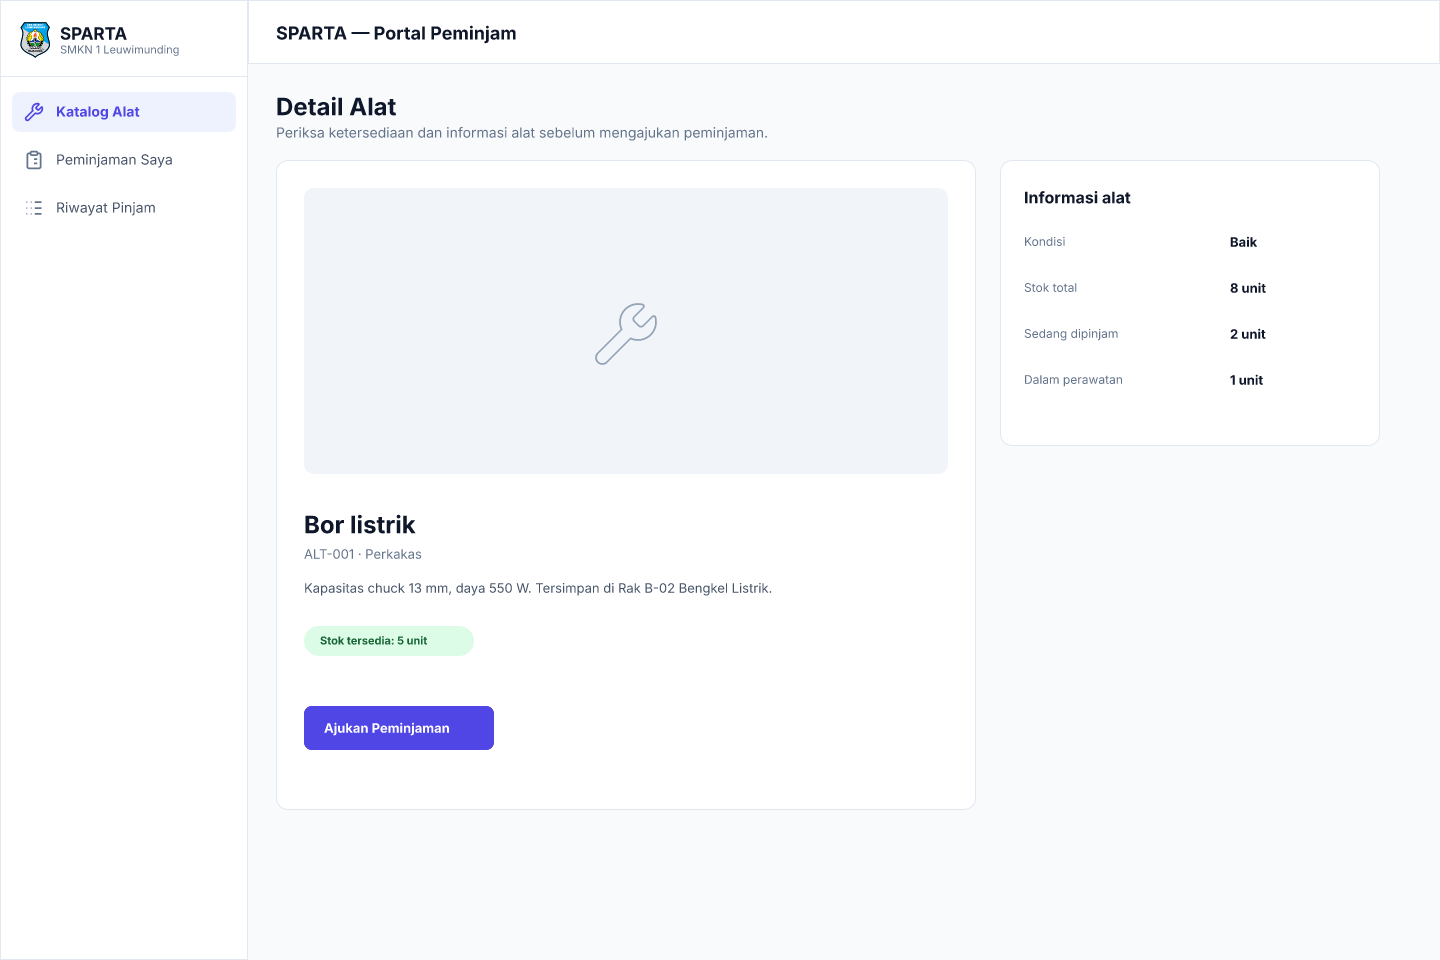 SPARTA
SMKN 1 Leuwimunding
Katalog Alat
Peminjaman Saya
Riwayat Pinjam
SPARTA — Portal Peminjam
Detail Alat
Periksa ketersediaan dan informasi alat sebelum mengajukan peminjaman.
Bor listrik
ALT-001 · Perkakas
Kapasitas chuck 13 mm, daya 550 W. Tersimpan di Rak B-02 Bengkel Listrik.
Stok tersedia: 5 unit
Ajukan Peminjaman
Informasi alat
Kondisi Baik
Stok total 8 unit
Sedang dipinjam 2 unit
Dalam perawatan 1 unit